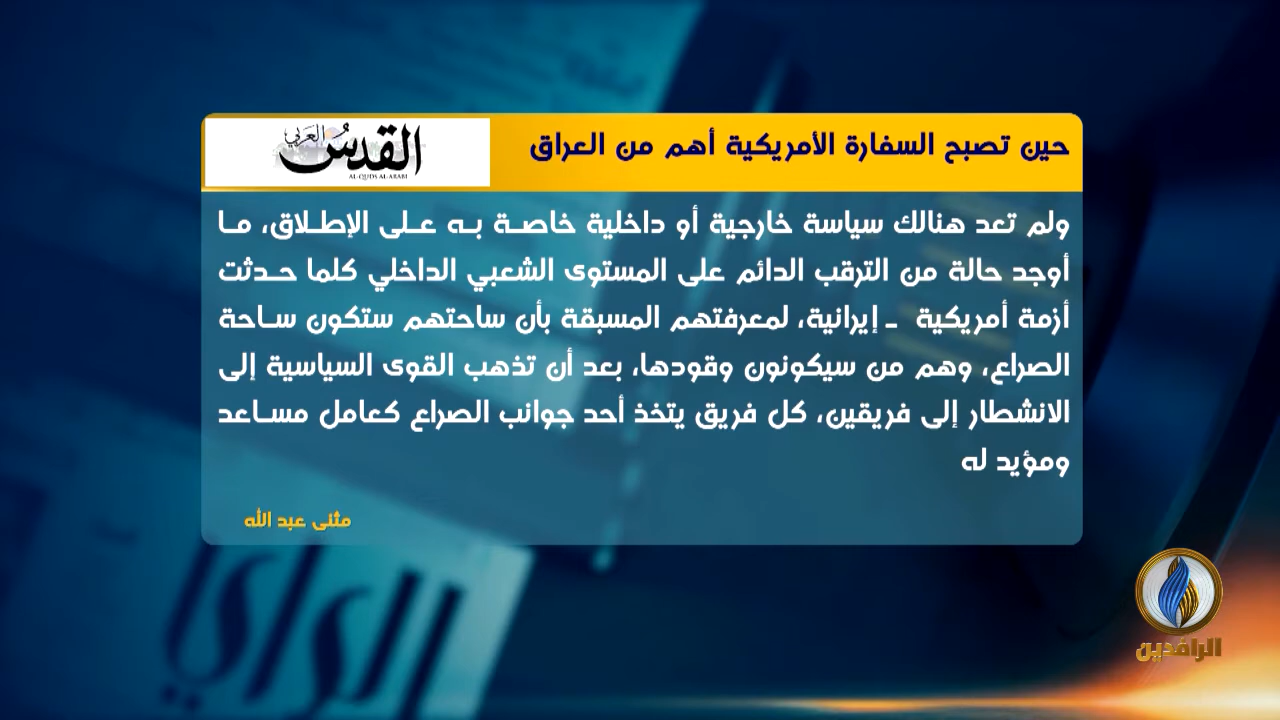 حين تصبح السفارة الأمريكية أهم من العراق
القدس العربي
AL-QUDS AL-ARABI
ولم تعد هنالك سياسة خارجية أو داخلية خاصة به على الإطلاق، ما
أوجد حالة من الترقب الدائم على المستوى الشعبي الداخلي كلما حدثت
أزمة أمريكية ـ إيرانية، لمعرفتهم المسبقة بأن ساحتهم ستكون ساحة
الصراع، وهم من سيكونون وقودها، بعد أن تذهب القوى السياسية إلى
الانشطار إلى فريقين، كل فريق يتخذ أحد جوانب الصراع كعامل مساعد
ومؤيد له
مثنى عبد الله
الرافدين
الراي